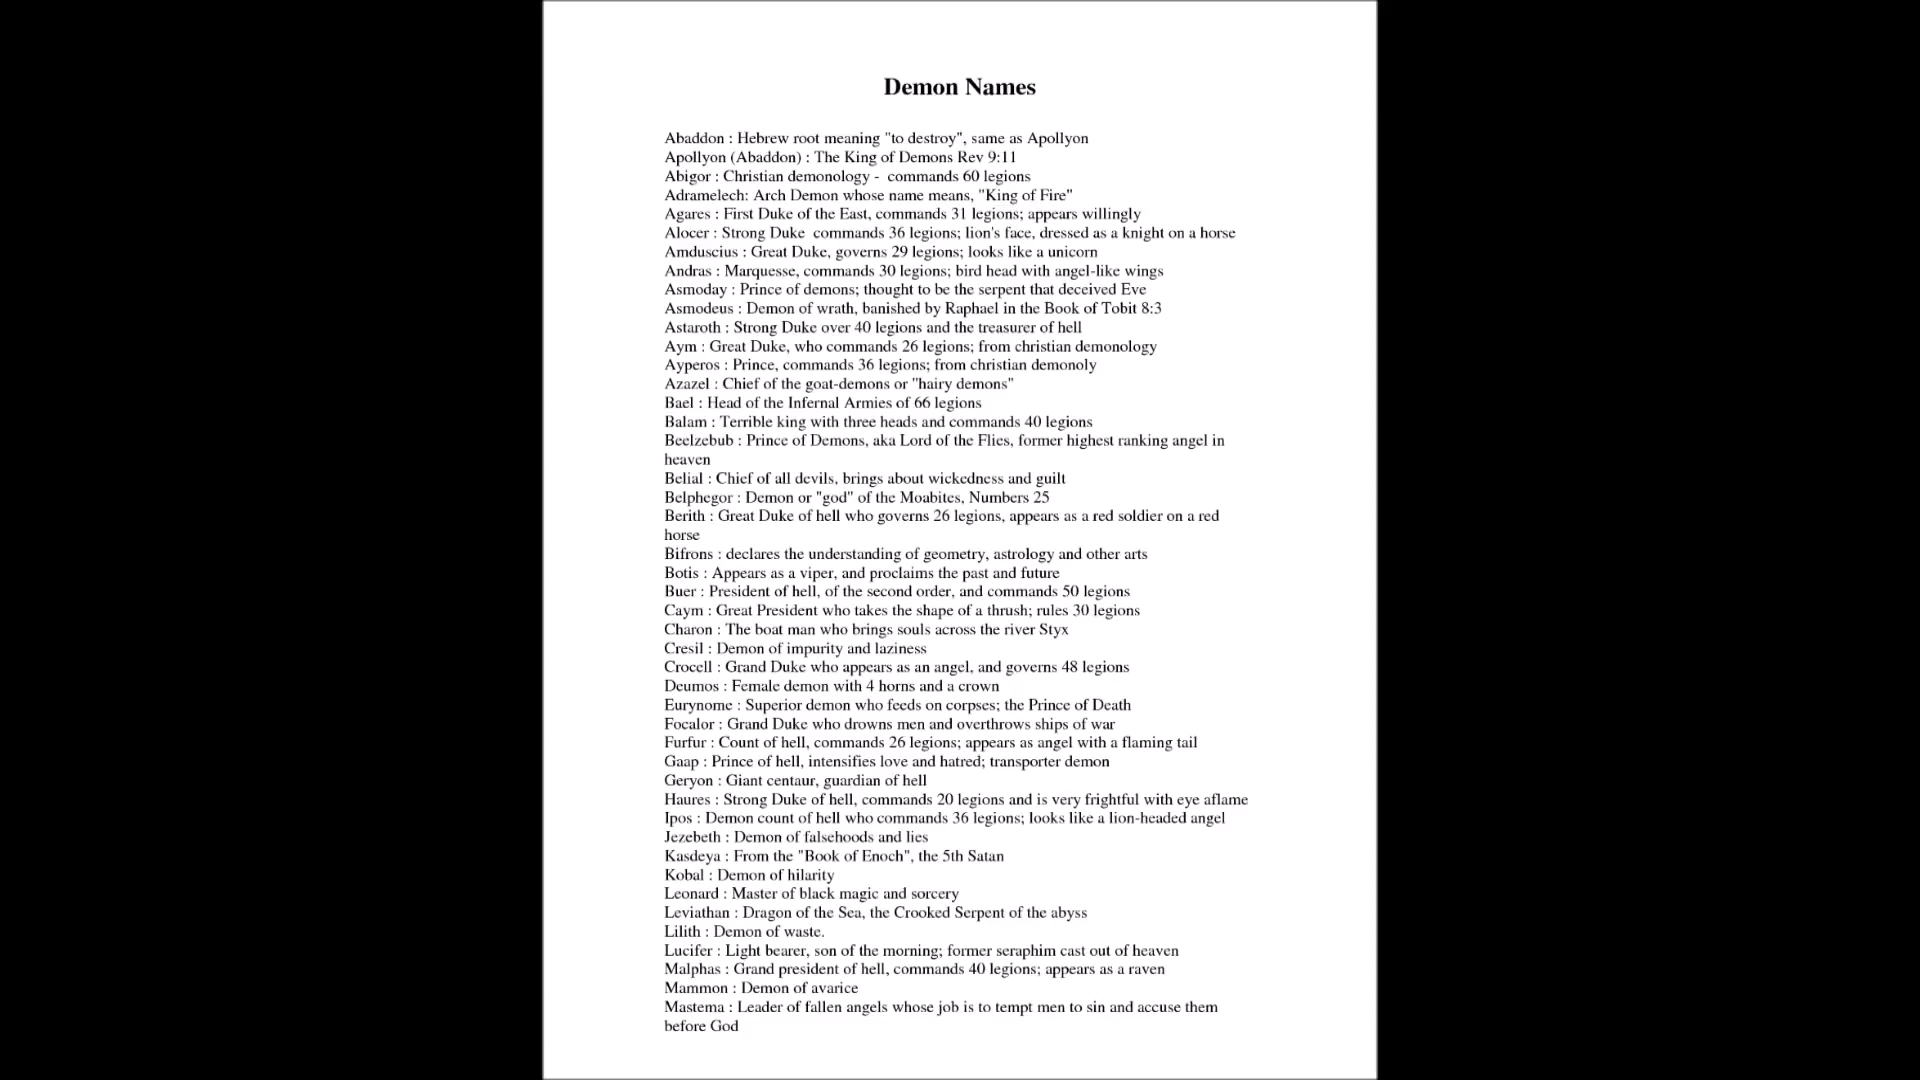 Demon Names
Abaddon : Hebrew root meaning "to destroy", same as Apollyon
Apollyon (Abaddon) : The King of Demons Rev 9:11
Abigor : Christian demonology -  commands 60 legions
Adramelech: Arch Demon whose name means, "King of Fire"
Agares : First Duke of the East, commands 31 legions; appears willingly
Alocer : Strong Duke  commands 36 legions; lion's face, dressed as a knight on a horse
Amduscius : Great Duke, governs 29 legions; looks like a unicorn
Andras : Marquesse, commands 30 legions; bird head with angel-like wings
Asmoday : Prince of demons; thought to be the serpent that deceived Eve
Asmodeus : Demon of wrath, banished by Raphael in the Book of Tobit 8:3
Astaroth : Strong Duke over 40 legions and the treasurer of hell
Aym : Great Duke, who commands 26 legions; from christian demonology
Ayperos : Prince, commands 36 legions; from christian demonoly
Azazel : Chief of the goat-demons or "hairy demons"
Bael : Head of the Infernal Armies of 66 legions
Balam : Terrible king with three heads and commands 40 legions
Beelzebub : Prince of Demons, aka Lord of the Flies, former highest ranking angel in
heaven
Belial : Chief of all devils, brings about wickedness and guilt
Belphegor : Demon or "god" of the Moabites, Numbers 25
Berith : Great Duke of hell who governs 26 legions, appears as a red soldier on a red
horse
Bifrons : declares the understanding of geometry, astrology and other arts
Botis : Appears as a viper, and proclaims the past and future
Buer : President of hell, of the second order, and commands 50 legions
Caym : Great President who takes the shape of a thrush; rules 30 legions
Charon : The boat man who brings souls across the river Styx
Cresil : Demon of impurity and laziness
Crocell : Grand Duke who appears as an angel, and governs 48 legions
Deumos : Female demon with 4 horns and a crown
Eurynome : Superior demon who feeds on corpses; the Prince of Death
Focalor : Grand Duke who drowns men and overthrows ships of war
Furfur : Count of hell, commands 26 legions; appears as angel with a flaming tail
Gaap : Prince of hell, intensifies love and hatred; transporter demon
Geryon : Giant centaur, guardian of hell
Haures : Strong Duke of hell, commands 20 legions and is very frightful with eye aflame
Ipos : Demon count of hell who commands 36 legions; looks like a lion-headed angel
Jezebeth : Demon of falsehoods and lies
Kasdeya : From the "Book of Enoch", the 5th Satan
Kobal : Demon of hilarity
Leonard : Master of black magic and sorcery
Leviathan : Dragon of the Sea, the Crooked Serpent of the abyss
Lilith : Demon of waste.
Lucifer : Light bearer, son of the morning; former seraphim cast out of heaven
Malphas : Grand president of hell, commands 40 legions; appears as a raven
Mammon : Demon of avarice
Mastema : Leader of fallen angels whose job is to tempt men to sin and accuse them
before God